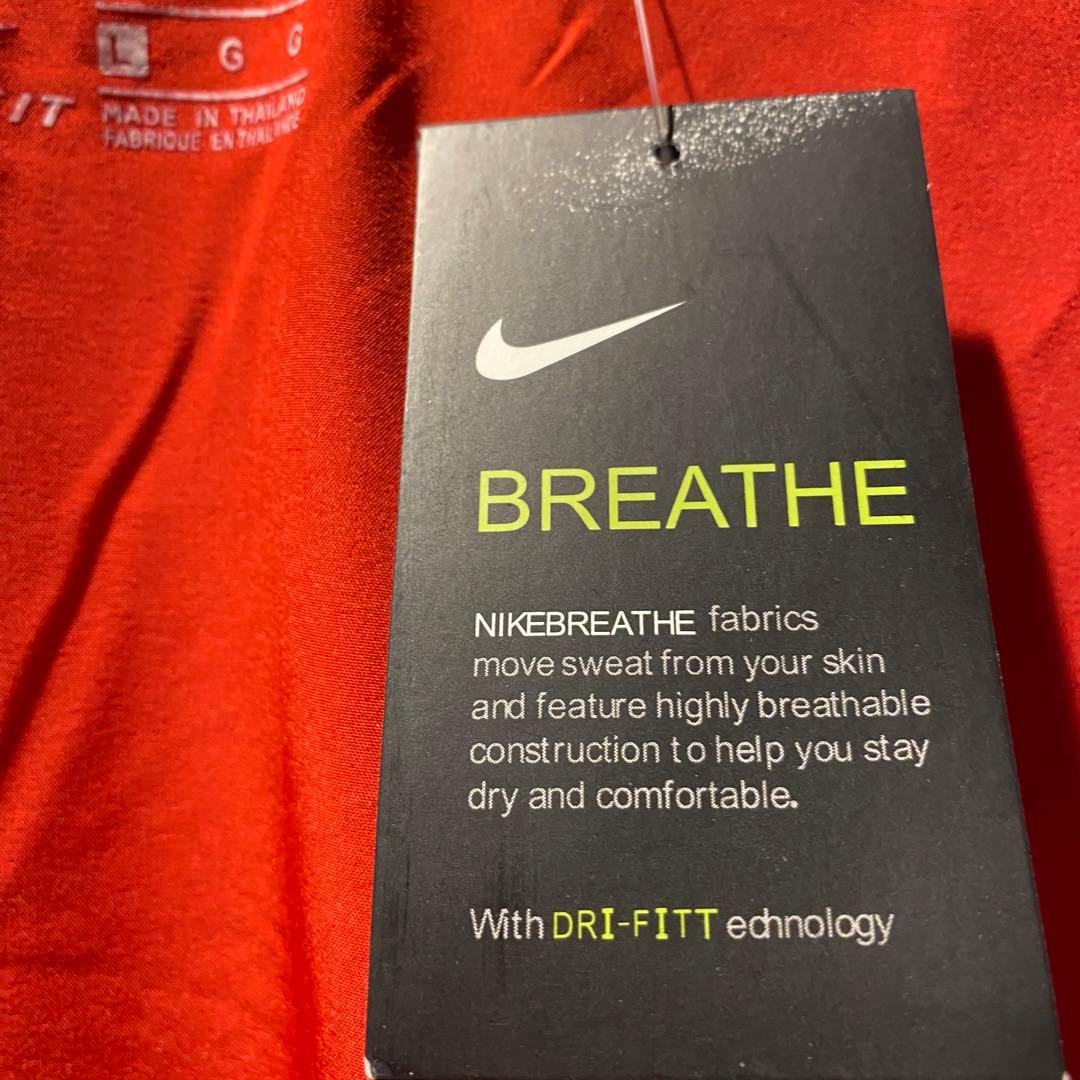 L G G
FIT
MADE IN THAILAND
FABRIQUE EN THAILANDE
BREATHE
NIKEBREATHE fabrics
move sweat from your skin
and feature highly breathable
construction to help you stay
dry and comfortable.
With DRI-FITT echnology